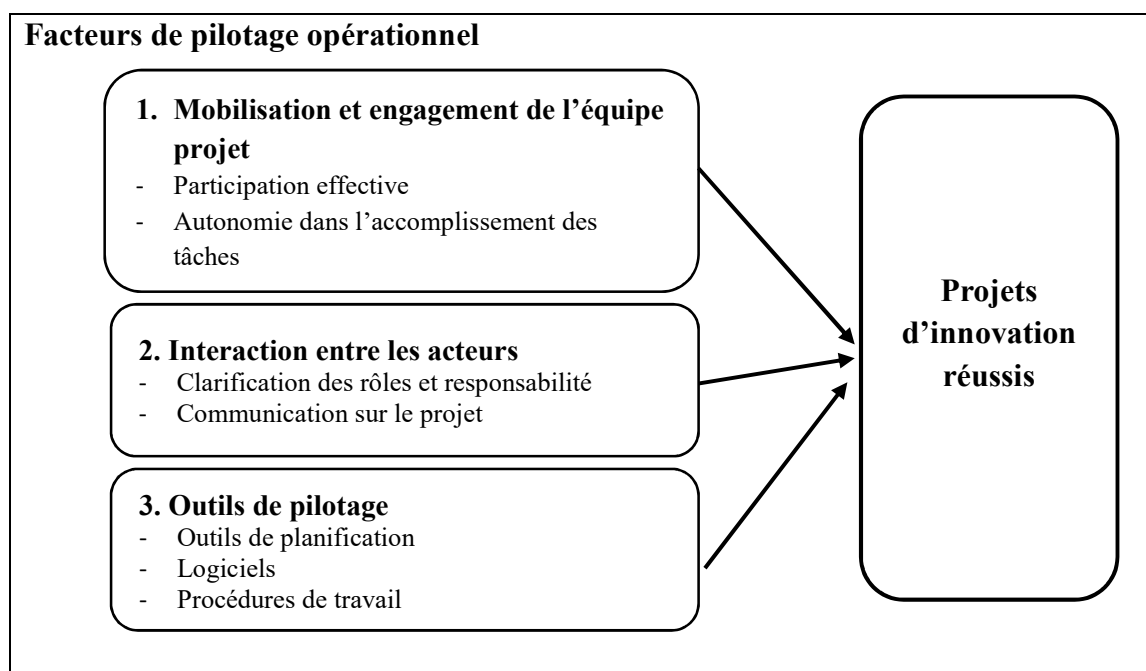 Facteurs de pilotage opérationnel
1. Mobilisation et engagement de l’équipe
projet
- Participation effective
- Autonomie dans l’accomplissement des
tâches
2. Interaction entre les acteurs
- Clarification des rôles et responsabilité
- Communication sur le projet
3. Outils de pilotage
- Outils de planification
- Logiciels
- Procédures de travail
Projets
d’innovation
réussis